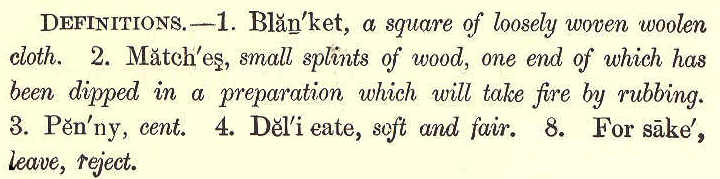 DEFINITIONS.—1. Blăn̲'ket, a square of loosely woven woolen
cloth. 2. Mătch'eş, small splints of wood, one end of which has
been dipped in a preparation which will take fire by rubbing.
3. Pĕn'ny, cent. 4. Dĕl'i eate, soft and fair. 8. For sāke',
leave, reject.